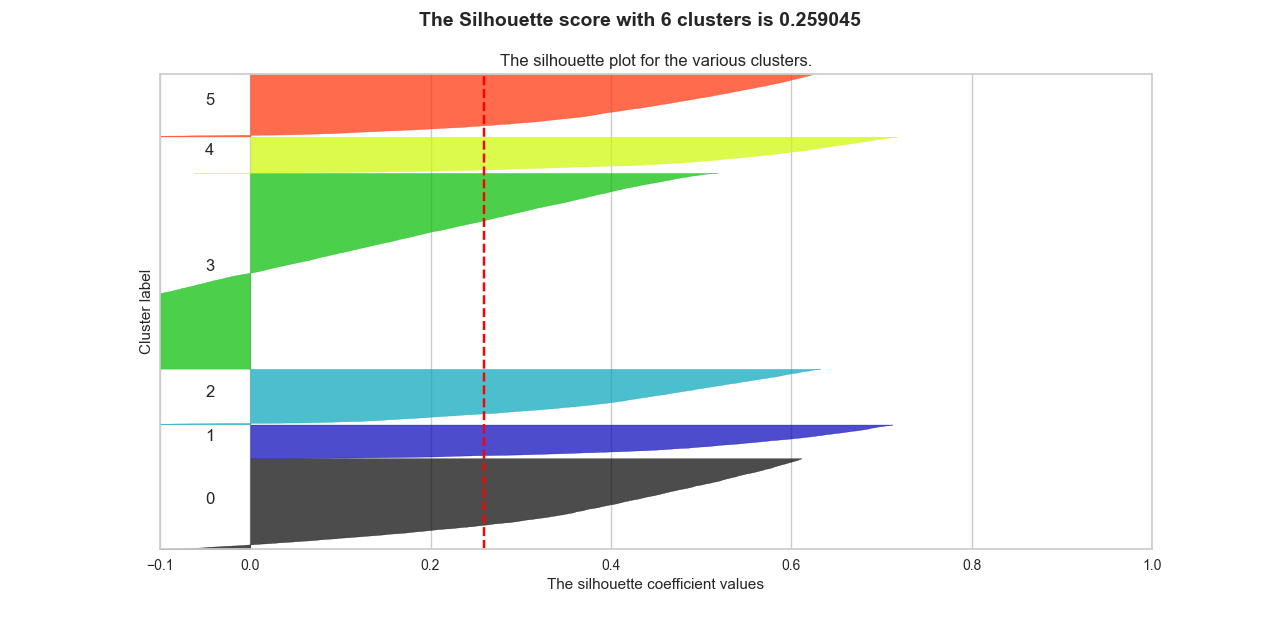 The Silhouette score with 6 clusters is 0.259045
The silhouette plot for the various clusters.
5
4
3
2
1
0
Cluster label
−0.1 0.0 0.2 0.4 0.6 0.8 1.0
The silhouette coefficient values